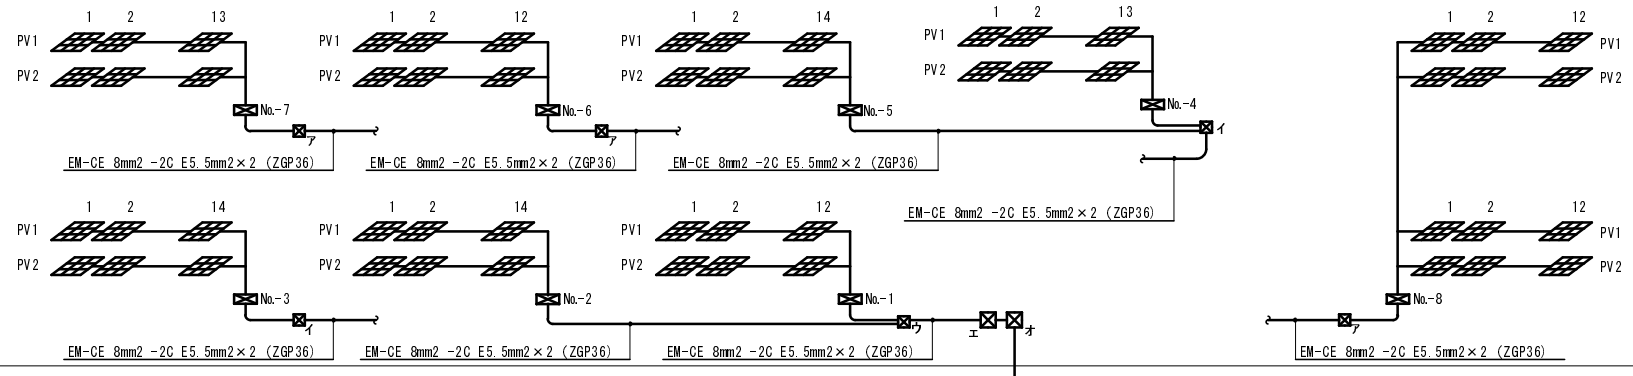 1 2 13
PV1
PV2
No.-7
ア
EM-CE 8mm2 -2C E5.5mm2×2 (ZGP36)
1 2 12
PV1
PV2
No.-6
ア
EM-CE 8mm2 -2C E5.5mm2×2 (ZGP36)
1 2 14
PV1
PV2
No.-5
EM-CE 8mm2 -2C E5.5mm2×2 (ZGP36)
1 2 13
PV1
PV2
No.-4
イ
EM-CE 8mm2 -2C E5.5mm2×2 (ZGP36)
1 2 12
PV1
PV2
1 2 14
PV1
PV2
No.-3
イ
EM-CE 8mm2 -2C E5.5mm2×2 (ZGP36)
1 2 14
PV1
PV2
No.-2
EM-CE 8mm2 -2C E5.5mm2×2 (ZGP36)
1 2 12
PV1
PV2
No.-1
ウ
エ
オ
EM-CE 8mm2 -2C E5.5mm2×2 (ZGP36)
1 2 12
PV1
PV2
No.-8
ア
EM-CE 8mm2 -2C E5.5mm2×2 (ZGP36)